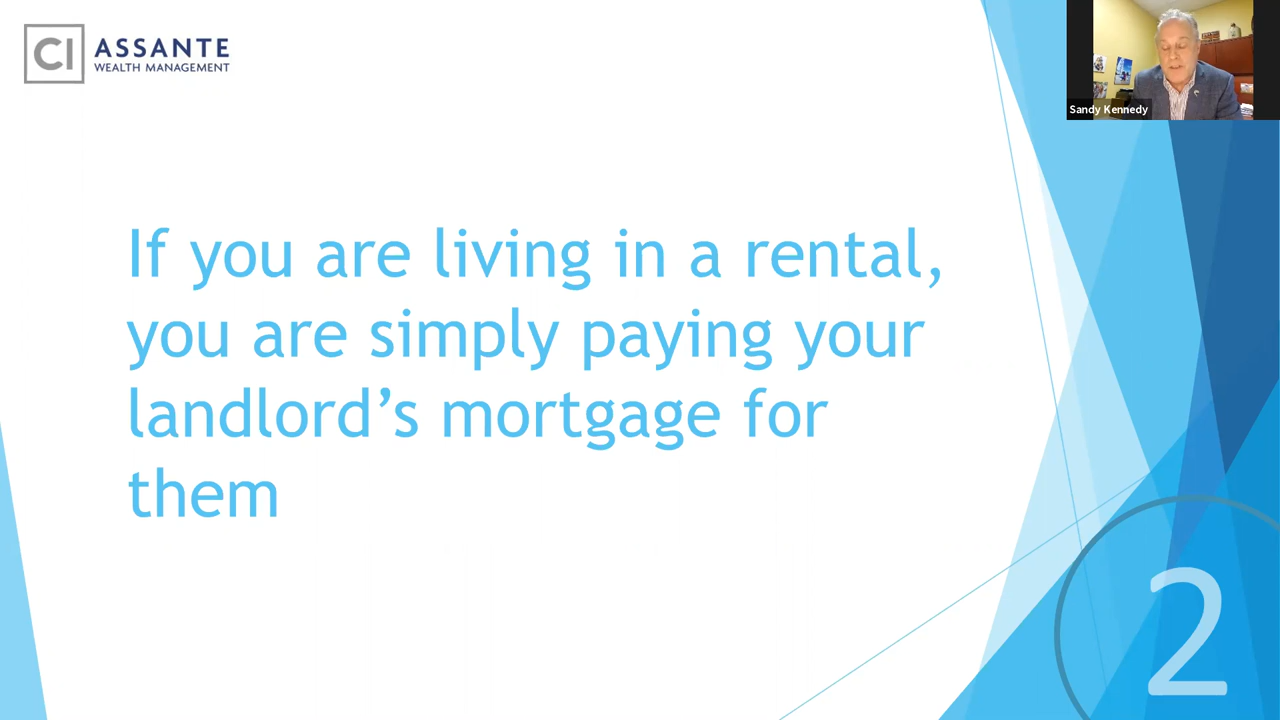 CI ASSANTE
WEALTH MANAGEMENT
Sandy Kennedy
If you are living in a rental,
you are simply paying your
landlord’s mortgage for
them
2